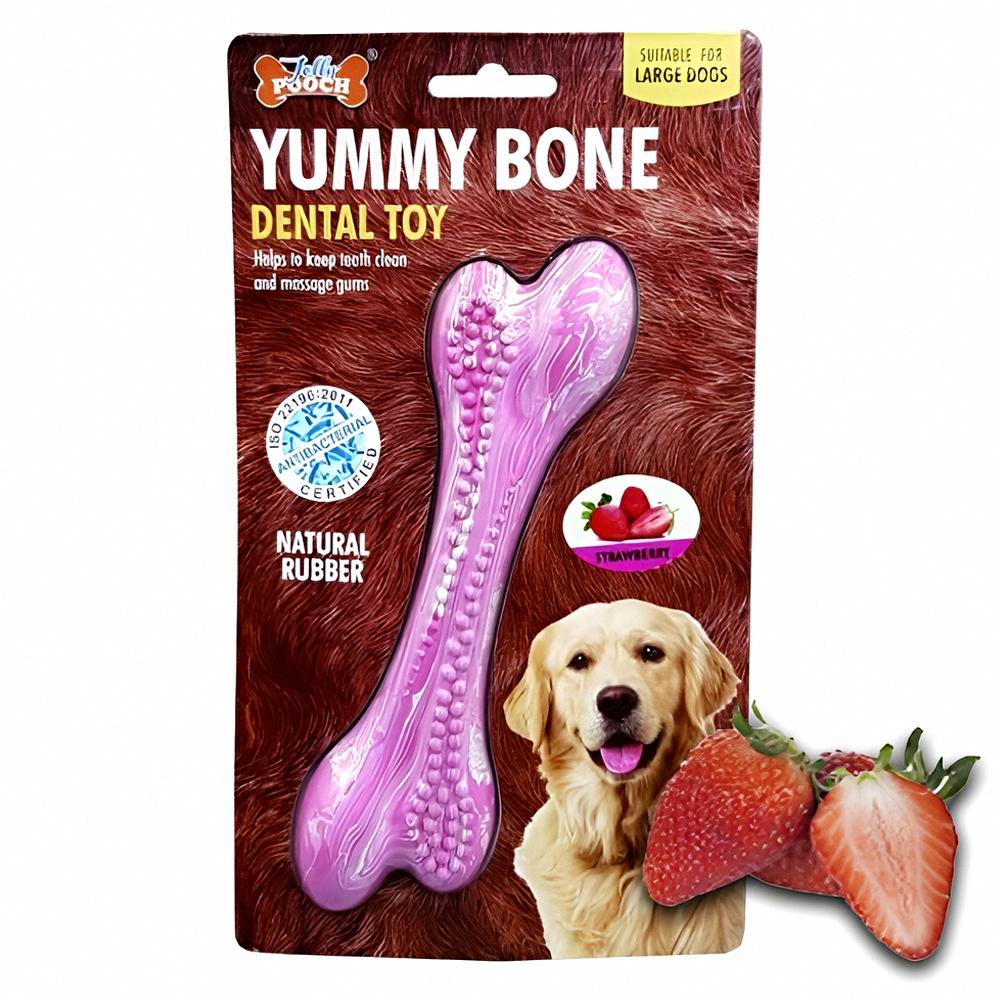 Jolly
POOCH
®
SUITABLE FOR
LARGE DOGS
YUMMY BONE
DENTAL TOY
Helps to keep teeth clean
and massage gums
ISO 22196:2011
ANTIBACTERIAL
CERTIFIED
NATURAL
RUBBER
STRAWBERRY